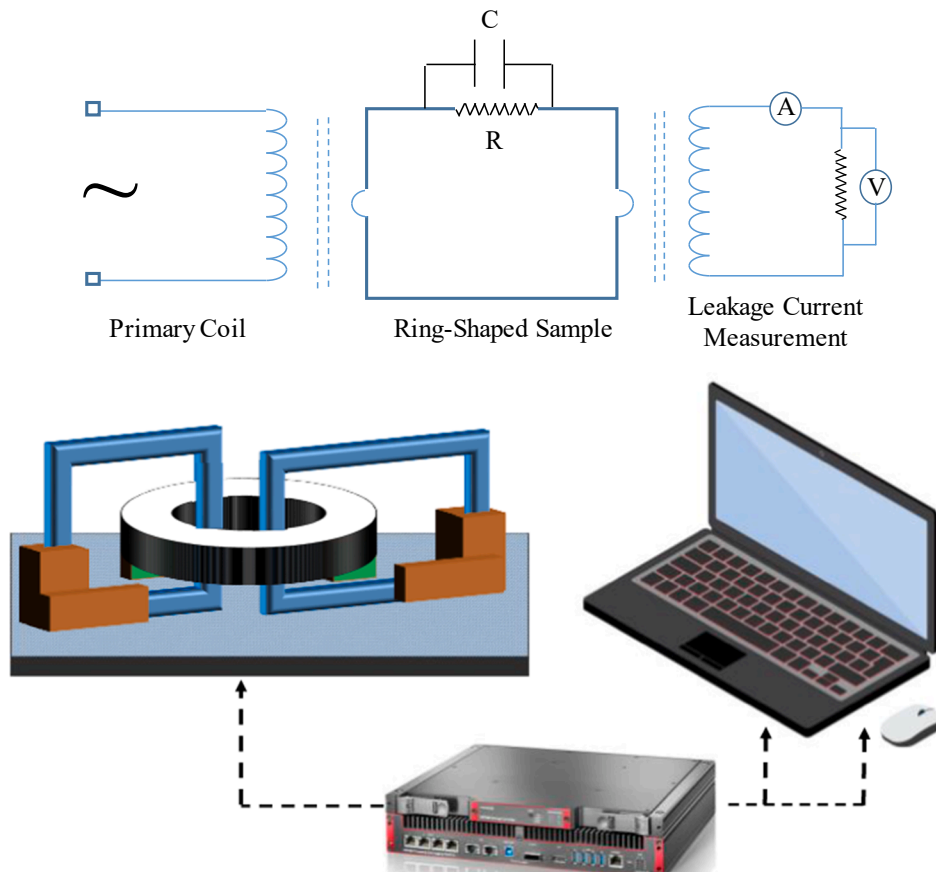 C
R
A
V
Primary Coil
Ring-Shaped Sample
Leakage Current
Measurement